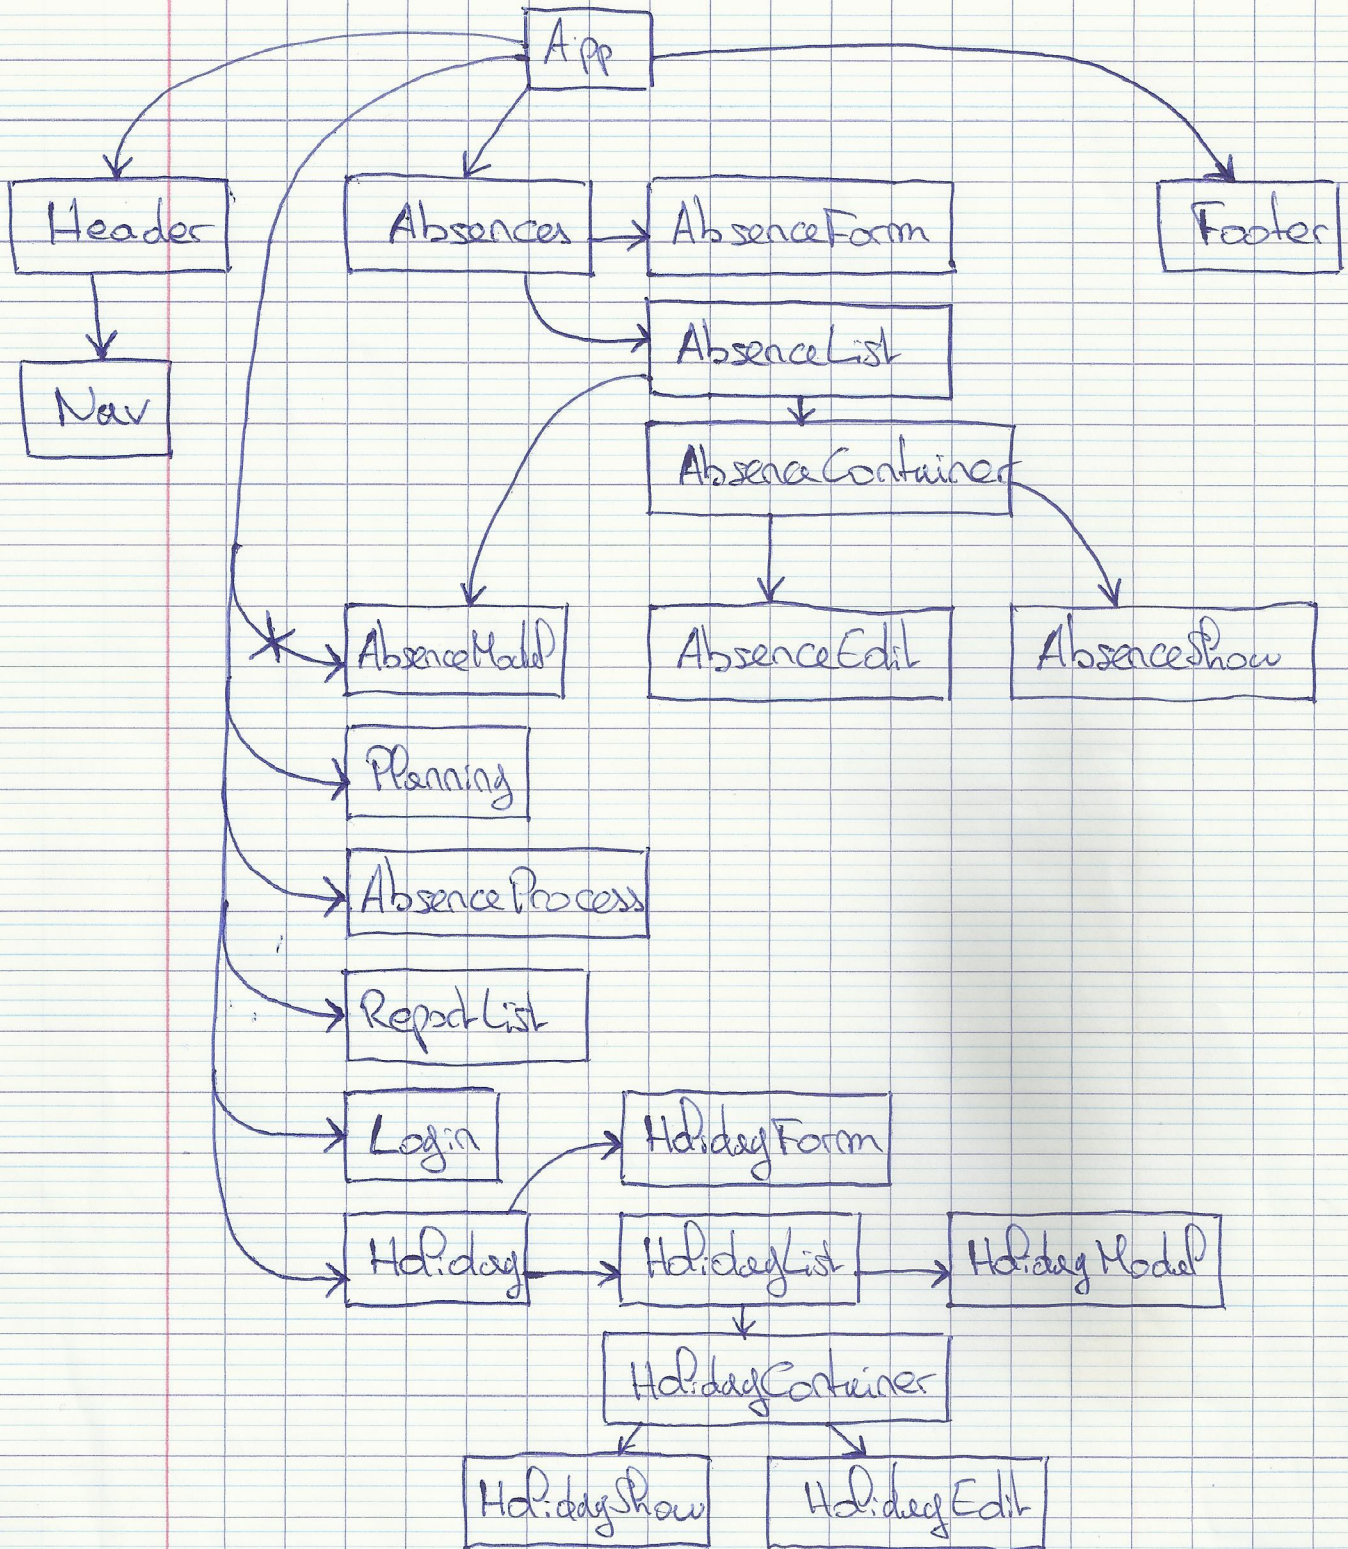 App
Header
Absences
AbsenceForm
Footer
AbsenceList
Nav
AbsenceContainer
AbsenceModel
AbsenceEdit
AbsenceShow
Planning
AbsenceProcess
ReportList
Login
HolidayForm
Holiday
HolidayList
HolidayModel
HolidayContainer
HolidayShow
HolidayEdit